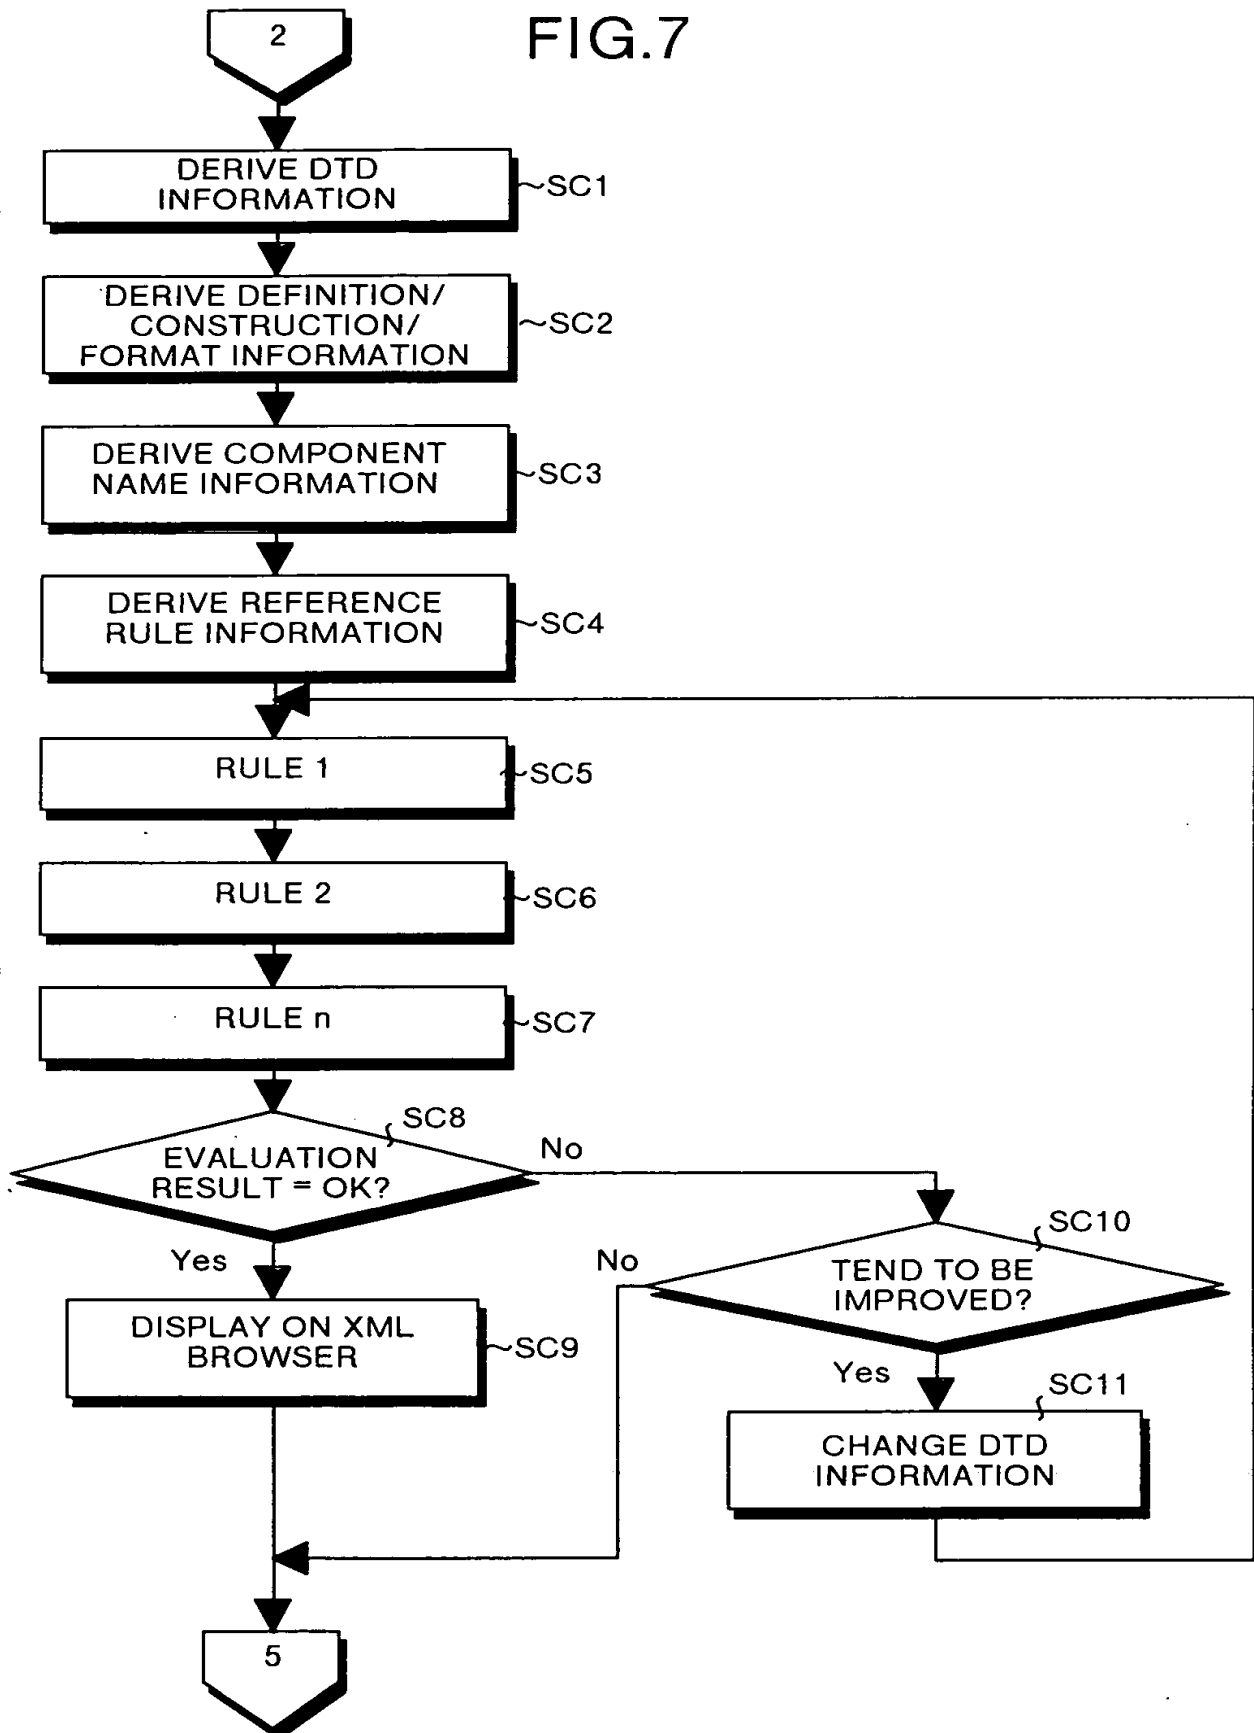 FIG.7
2
DERIVE DTD
INFORMATION
SC1
DERIVE DEFINITION/
CONSTRUCTION/
FORMAT INFORMATION
SC2
DERIVE COMPONENT
NAME INFORMATION
SC3
DERIVE REFERENCE
RULE INFORMATION
SC4
RULE 1
SC5
RULE 2
SC6
RULE n
SC7
SC8
EVALUATION
RESULT = OK?
No
Yes
SC10
TEND TO BE
IMPROVED?
No
Yes
DISPLAY ON XML
BROWSER
SC9
SC11
CHANGE DTD
INFORMATION
5